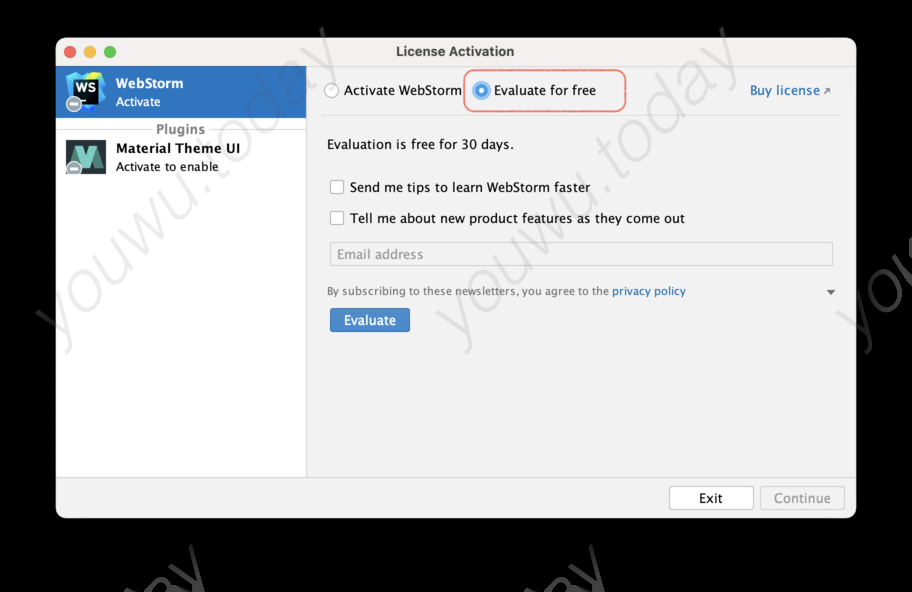 License Activation
WS
WebStorm
Activate
Plugins
Material Theme UI
Activate to enable
Activate WebStorm
Evaluate for free
Buy license ↗
Evaluation is free for 30 days.
Send me tips to learn WebStorm faster
Tell me about new product features as they come out
Email address
By subscribing to these newsletters, you agree to the privacy policy
Evaluate
Exit
Continue
youwu.today
youwu.today
you
ay
ay